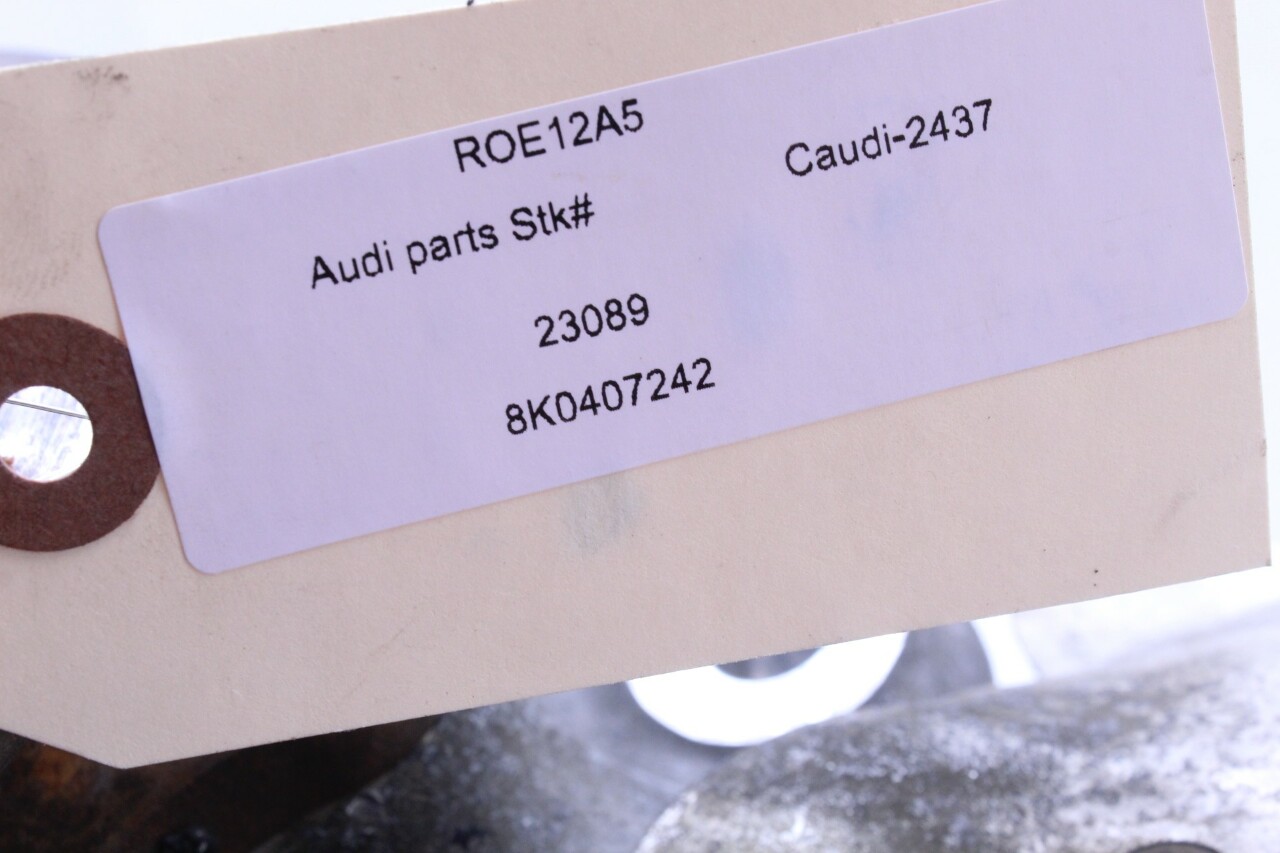 ROE12A5
Caudi-2437
Audi parts Stk#
23089
8K0407242